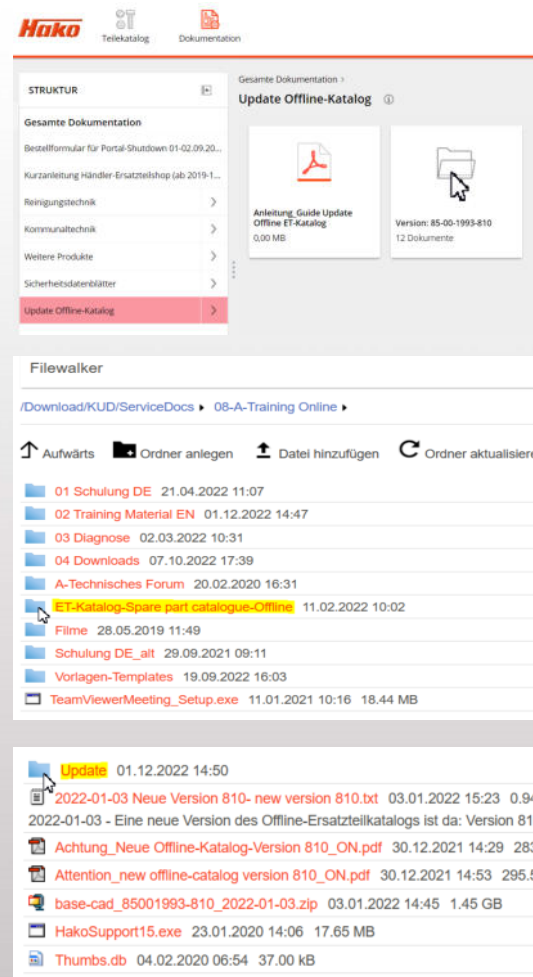 Hako
Teilekatalog
Dokumentation
STRUKTUR
Gesamte Dokumentation
Bestellformular für Portal-Shutdown 01-02.09.20...
Kurzanleitung Händler-Ersatzteilshop (ab 2019-1...
Reinigungstechnik
Kommunaltechnik
Weitere Produkte
Sicherheitsdatenblätter
Update Offline-Katalog
Gesamte Dokumentation >
Update Offline-Katalog
Anleitung_Guide Update
Offline ET-Katalog
0,00 MB
Version: 85-00-1993-810
12 Dokumente
Filewalker
/Download/KUD/ServiceDocs 08-A-Training Online
Aufwärts Ordner anlegen Datei hinzufügen Ordner aktualisiere
01 Schulung DE 21.04.2022 11:07
02 Training Material EN 01.12.2022 14:47
03 Diagnose 02.03.2022 10:31
04 Downloads 07.10.2022 17:39
A-Technisches Forum 20.02.2020 16:31
ET-Katalog-Spare part catalogue-Offline 11.02.2022 10:02
Filme 28.05.2019 11:49
Schulung DE_alt 29.09.2021 09:11
Vorlagen-Templates 19.09.2022 16:03
TeamViewerMeeting_Setup.exe 11.01.2021 10:16 18.44 MB
Update 01.12.2022 14:50
2022-01-03 Neue Version 810- new version 810.txt 03.01.2022 15:23 0.94
2022-01-03 - Eine neue Version des Offline-Ersatzteilkatalogs ist da: Version 81
Achtung_Neue Offline-Katalog-Version 810_ON.pdf 30.12.2021 14:29 283
Attention_new offline-catalog version 810_ON.pdf 30.12.2021 14:53 295.5
base-cad_85001993-810_2022-01-03.zip 03.01.2022 14:45 1.45 GB
HakoSupport15.exe 23.01.2020 14:06 17.65 MB
Thumbs.db 04.02.2020 06:54 37.00 kB